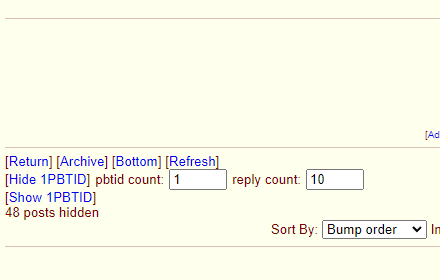 [Ad
[Return] [Archive] [Bottom] [Refresh]
[Hide 1PBTID] pbtid count: 1 reply count: 10
[Show 1PBTID]
48 posts hidden
Sort By: Bump order In